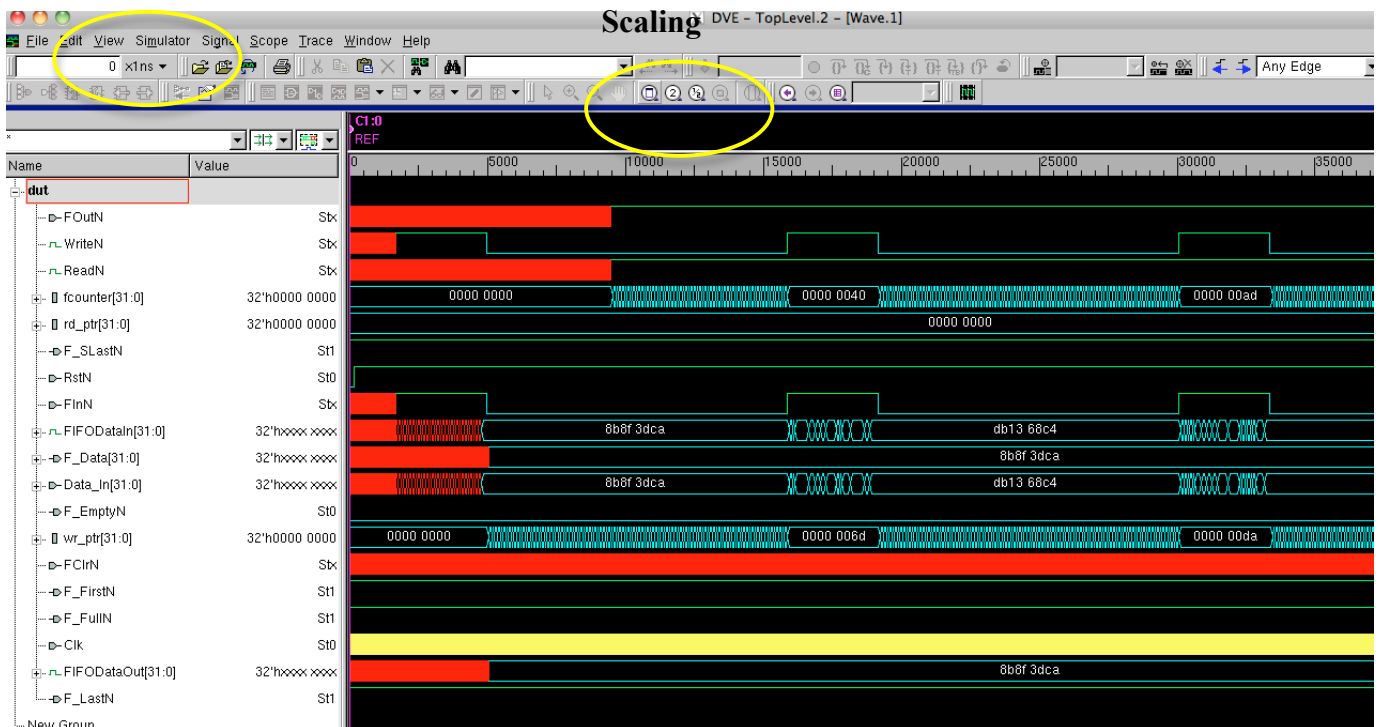 Scaling
DVE - TopLevel.2 - [Wave.1]
File Edit View Simulator Signal Scope Trace Window Help
0 x1ns Any Edge
C1:0
REF
*
Name Value
0 5000 10000 15000 20000 25000 30000 35000
dut
FOutN Stx
WriteN Stx
ReadN Stx
fcounter[31:0] 32'h0000 0000 0000 0000 0000 0040 0000 00ad
rd_ptr[31:0] 32'h0000 0000 0000 0000
F_SLastN St1
RstN St0
FInN Stx
FIFODataIn[31:0] 32'hxxxx xxxx 8b8f 3dca db13 68c4
F_Data[31:0] 32'hxxxx xxxx 8b8f 3dca
Data_In[31:0] 32'hxxxx xxxx 8b8f 3dca db13 68c4
F_EmptyN St0
wr_ptr[31:0] 32'h0000 0000 0000 0000 0000 006d 0000 00da
FClrN Stx
F_FirstN St1
F_FullN St1
Clk St0
FIFODataOut[31:0] 32'hxxxx xxxx 8b8f 3dca
F_LastN St1
New Group